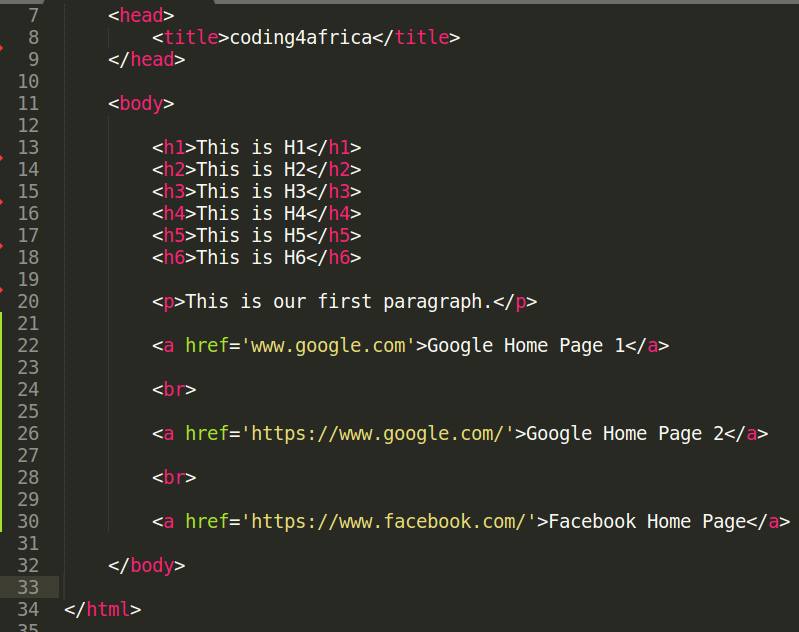 7 <head>
8 <title>coding4africa</title>
9 </head>
10
11 <body>
12
13 <h1>This is H1</h1>
14 <h2>This is H2</h2>
15 <h3>This is H3</h3>
16 <h4>This is H4</h4>
17 <h5>This is H5</h5>
18 <h6>This is H6</h6>
19
20 <p>This is our first paragraph.</p>
21
22 <a href='www.google.com'>Google Home Page 1</a>
23
24 <br>
25
26 <a href='https://www.google.com/'>Google Home Page 2</a>
27
28 <br>
29
30 <a href='https://www.facebook.com/'>Facebook Home Page</a>
31
32 </body>
33
34 </html>
35